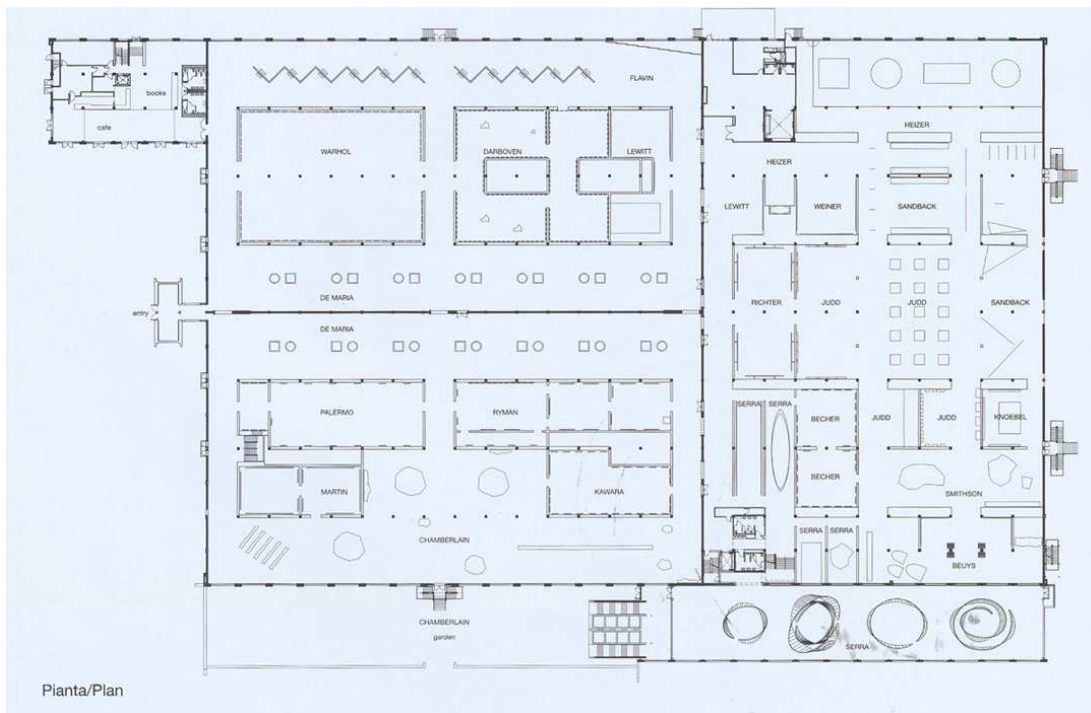 books
cafe
FLAVIN
WARHOL
DARBOVEN
LEWITT
HEIZER
HEIZER
LEWITT
WEINER
SANDBACK
DE MARIA
entry
DE MARIA
RICHTER
JUDD
JUDD
SANDBACK
PALERMO
RYMAN
SERRA
SERRA
BECHER
JUDD
JUDD
KNOEBEL
MARTIN
KAWARA
BECHER
SMITHSON
CHAMBERLAIN
SERRA
SERRA
BEUYS
CHAMBERLAIN
garden
SERRA
Pianta/Plan